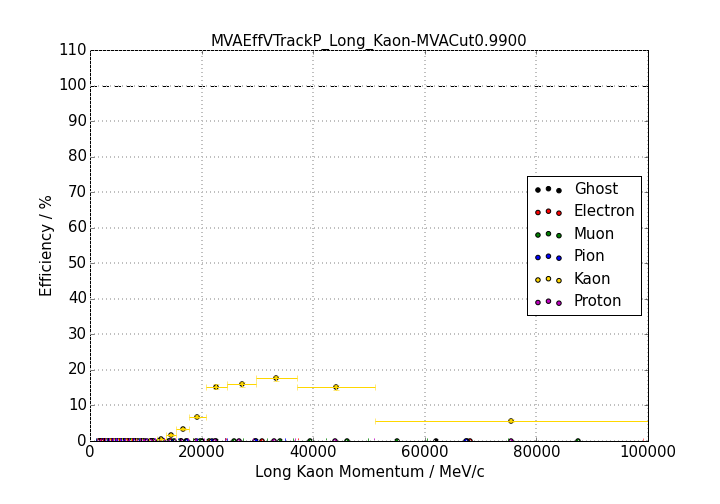 MVAEffVTrackP_Long_Kaon-MVACut0.9900
110
100
90
80
70
60
50
40
30
20
10
0
Efficiency / %
Ghost
Electron
Muon
Pion
Kaon
Proton
0 20000 40000 60000 80000 100000
Long Kaon Momentum / MeV/c